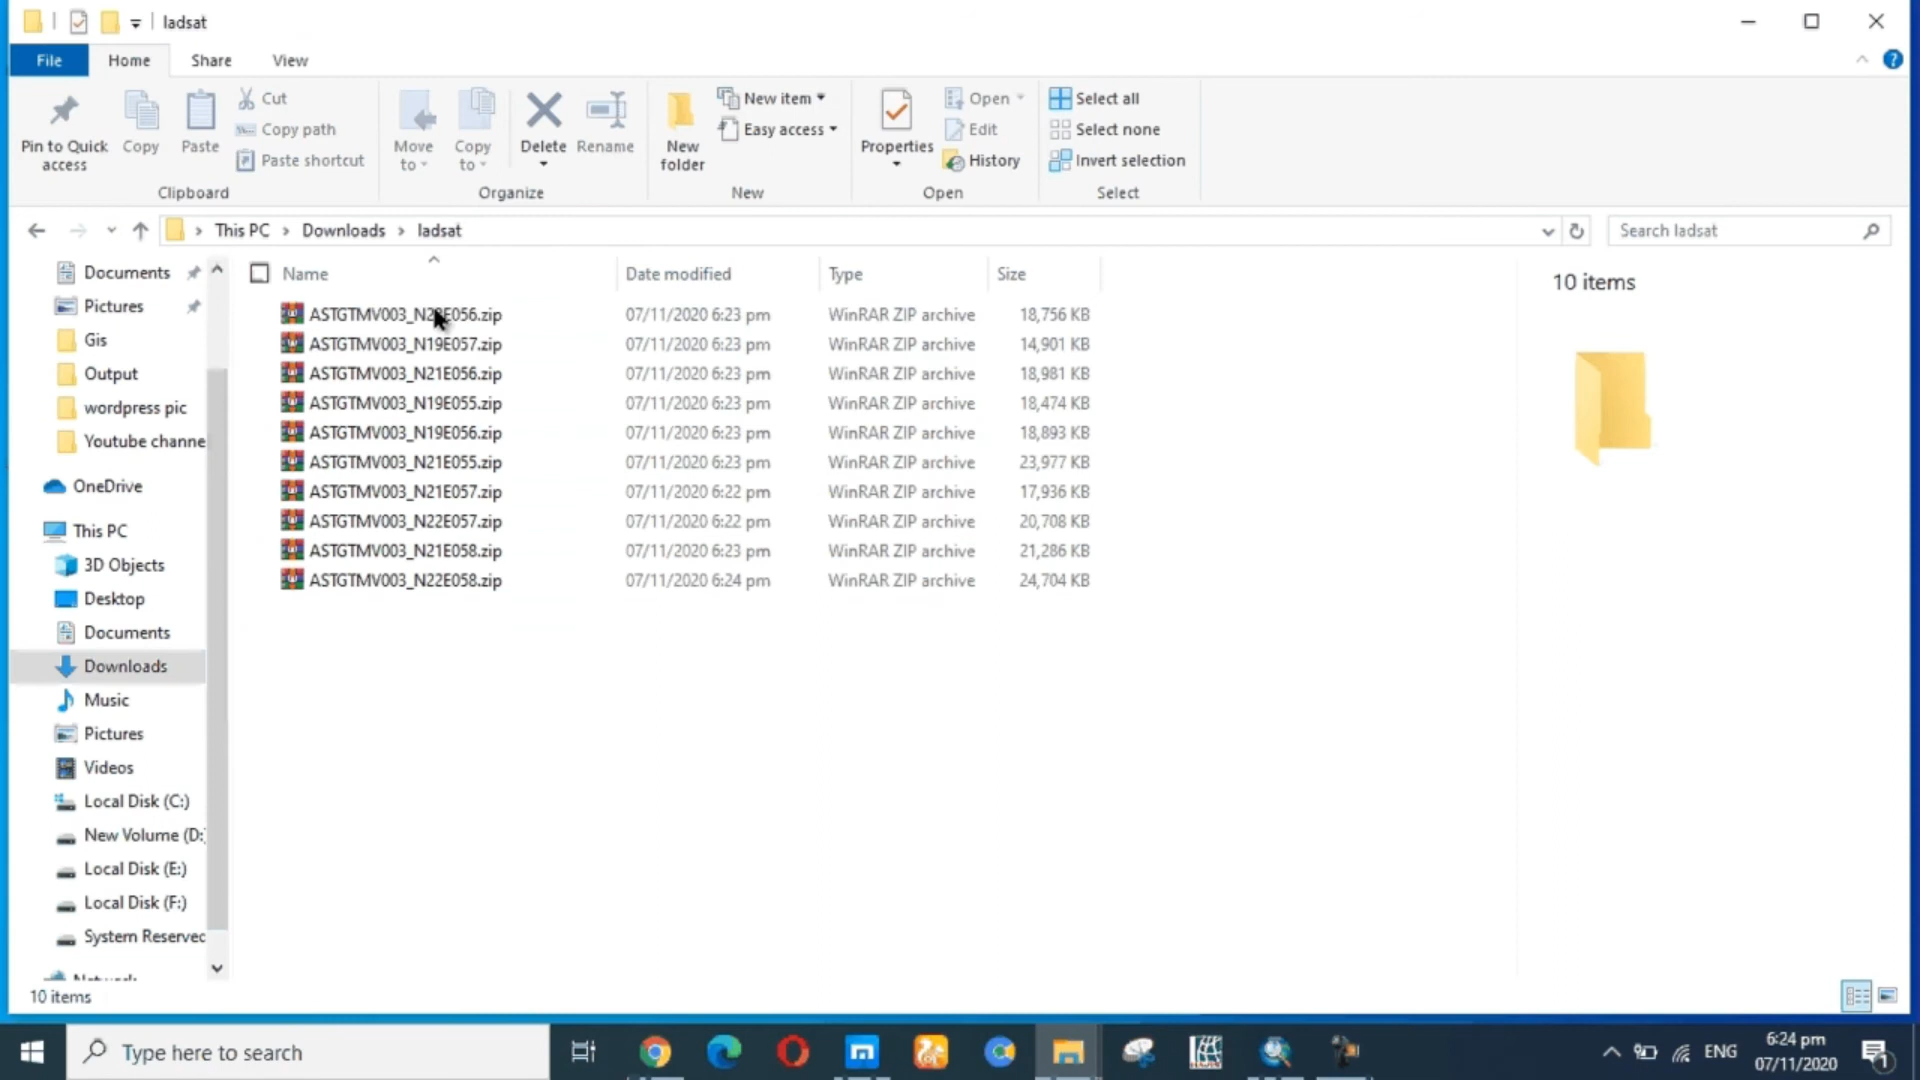 ladsat
File Home Share View
Pin to Quick access
Copy
Paste
Cut
Copy path
Paste shortcut
Clipboard
Move to
Copy to
Delete
Rename
Organize
New folder
New item
Easy access
New
Properties
Open
Edit
History
Open
Select all
Select none
Invert selection
Select
This PC > Downloads > ladsat
Search ladsat
Documents
Pictures
Gis
Output
wordpress pic
Youtube channe
OneDrive
This PC
3D Objects
Desktop
Documents
Downloads
Music
Pictures
Videos
Local Disk (C:)
New Volume (D:)
Local Disk (E:)
Local Disk (F:)
System Reserved
Name Date modified Type Size
ASTGTMV003_N22E056.zip 07/11/2020 6:23 pm WinRAR ZIP archive 18,756 KB
ASTGTMV003_N19E057.zip 07/11/2020 6:23 pm WinRAR ZIP archive 14,901 KB
ASTGTMV003_N21E056.zip 07/11/2020 6:23 pm WinRAR ZIP archive 18,981 KB
ASTGTMV003_N19E055.zip 07/11/2020 6:23 pm WinRAR ZIP archive 18,474 KB
ASTGTMV003_N19E056.zip 07/11/2020 6:23 pm WinRAR ZIP archive 18,893 KB
ASTGTMV003_N21E055.zip 07/11/2020 6:23 pm WinRAR ZIP archive 23,977 KB
ASTGTMV003_N21E057.zip 07/11/2020 6:22 pm WinRAR ZIP archive 17,936 KB
ASTGTMV003_N22E057.zip 07/11/2020 6:22 pm WinRAR ZIP archive 20,708 KB
ASTGTMV003_N21E058.zip 07/11/2020 6:23 pm WinRAR ZIP archive 21,286 KB
ASTGTMV003_N22E058.zip 07/11/2020 6:24 pm WinRAR ZIP archive 24,704 KB
10 items
10 items
Type here to search
ENG
6:24 pm
07/11/2020
1